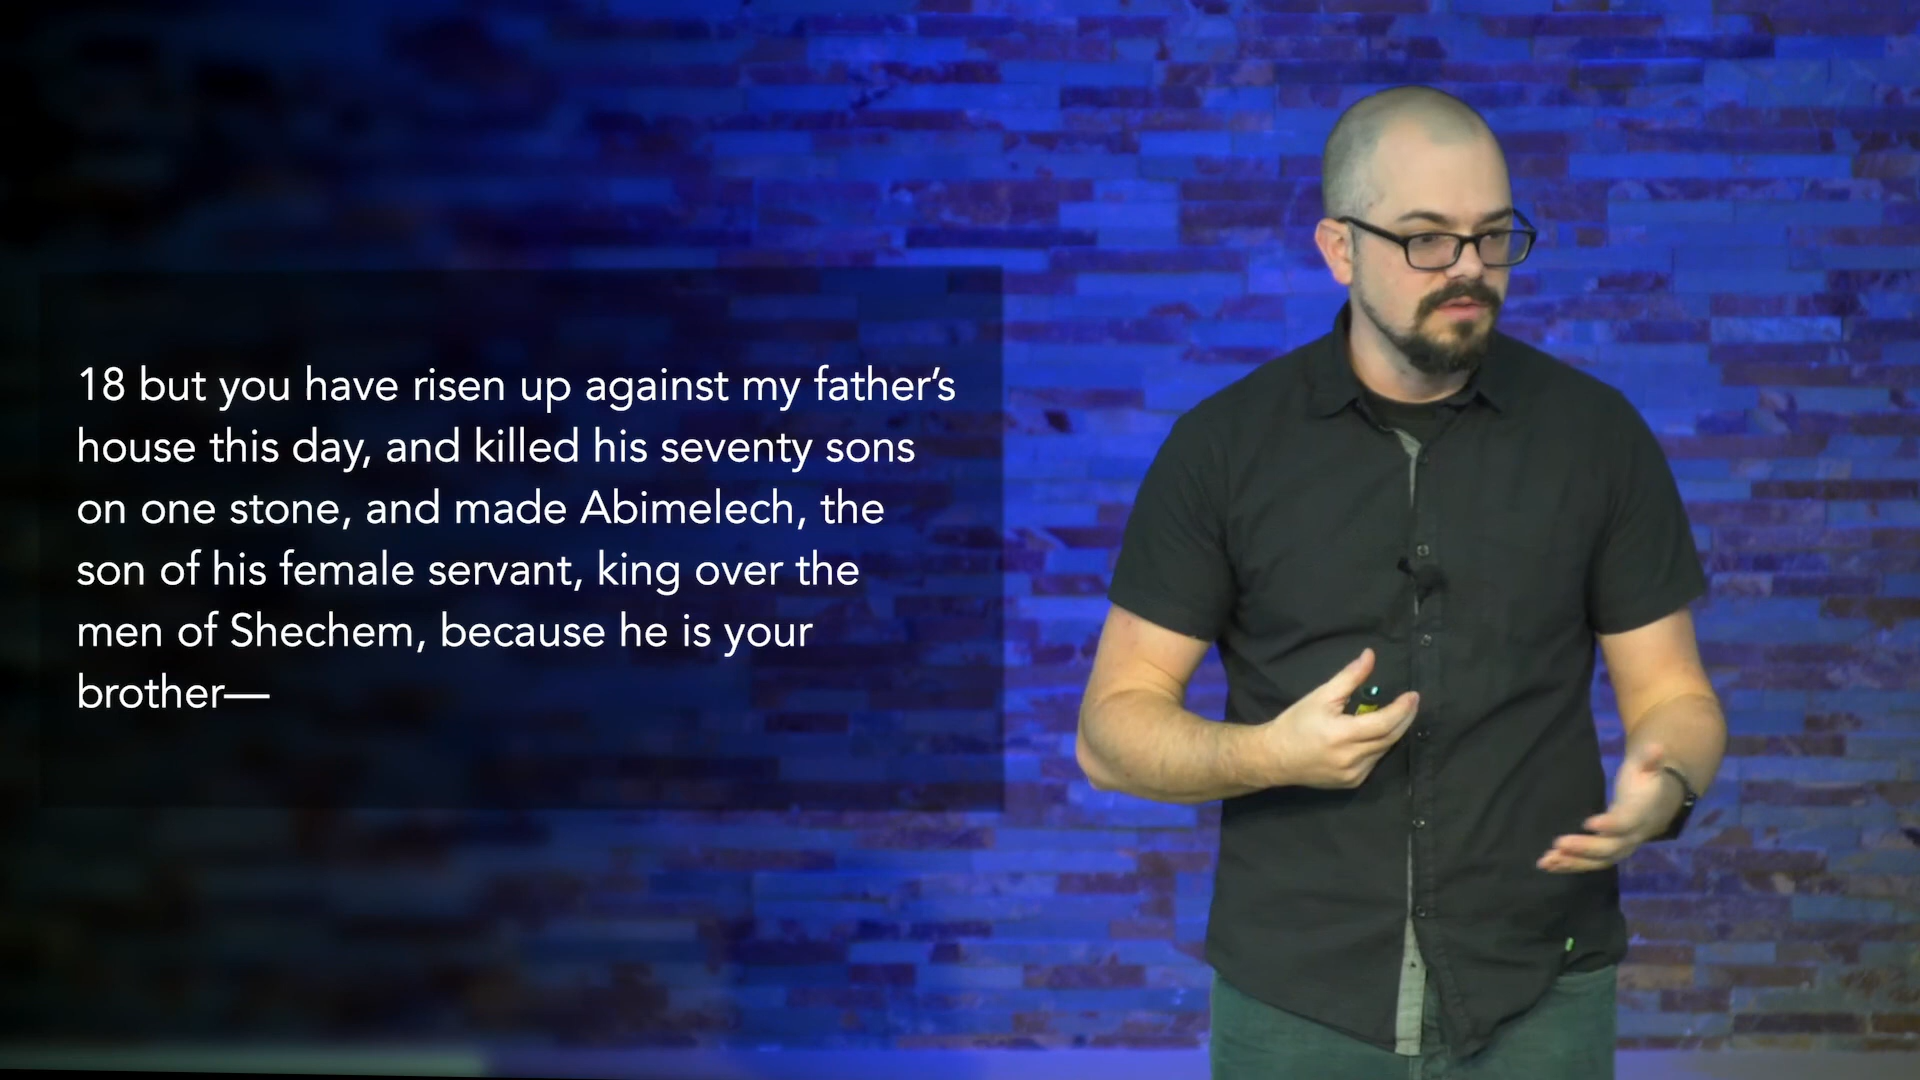 18 but you have risen up against my father’s
house this day, and killed his seventy sons
on one stone, and made Abimelech, the
son of his female servant, king over the
men of Shechem, because he is your
brother—